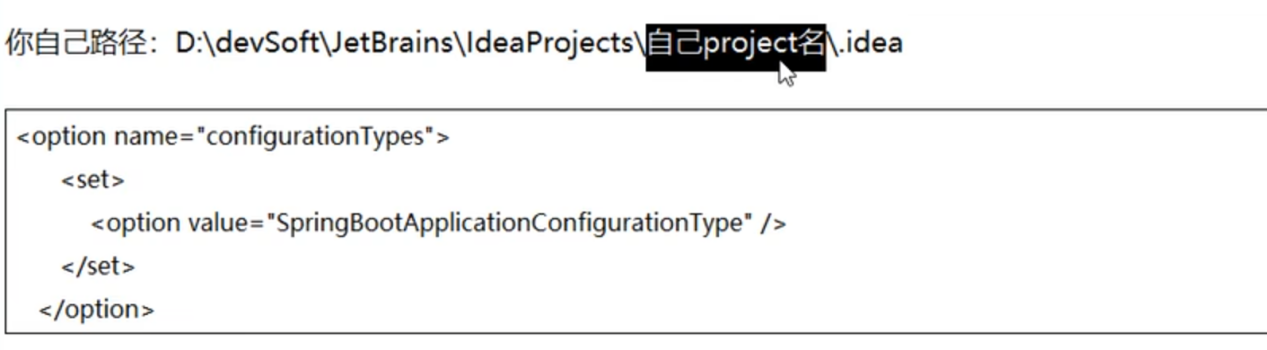 你自己路径：D:\devSoft\JetBrains\IdeaProjects\自己project名\.idea
<option name="configurationTypes">
<set>
<option value="SpringBootApplicationConfigurationType" />
</set>
</option>